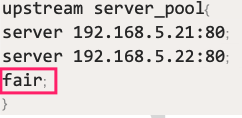 upstream server_pool{
server 192.168.5.21:80;
server 192.168.5.22:80;
fair;
}